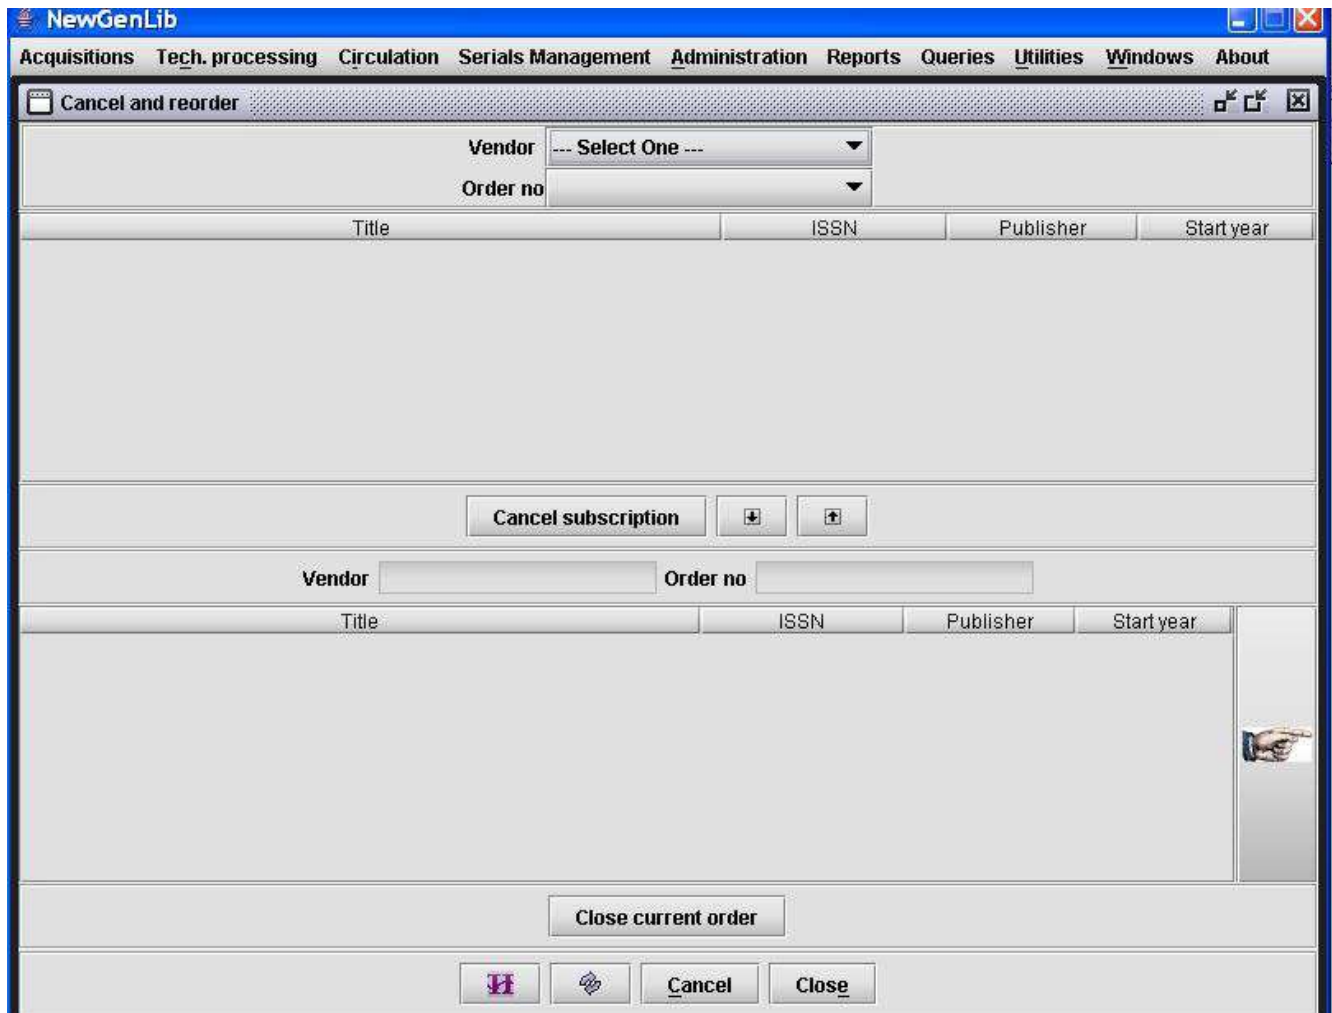 NewGenLib
Acquisitions Tech. processing Circulation Serials Management Administration Reports Queries Utilities Windows About
Cancel and reorder
Vendor --- Select One ---
Order no
Title ISSN Publisher Start year
Cancel subscription
Vendor Order no
Title ISSN Publisher Start year
Close current order
Cancel Close